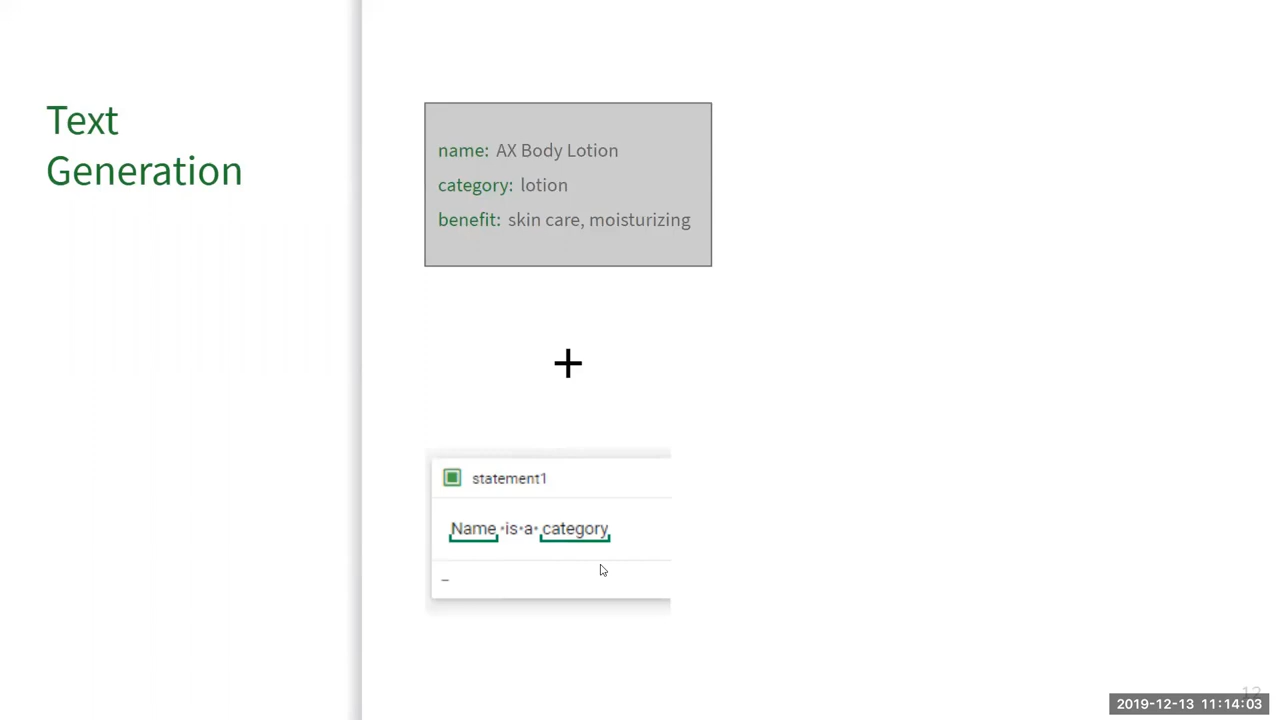 Text
Generation
name: AX Body Lotion
category: lotion
benefit: skin care, moisturizing
+
statement1
Name is a category
12
2019-12-13 11:14:03